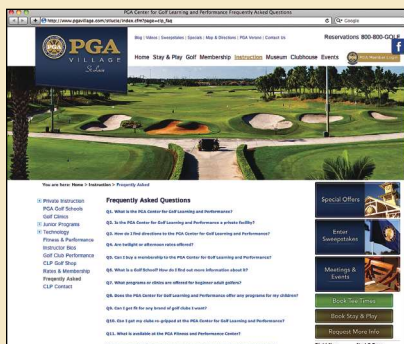 PGA Center for Golf Learning and Performance Frequently Asked Questions
http://www.pgavillage.com/stlucie/index.cfm?page=clp_faq
Google
Blog | Videos | Sweepstakes | Specials | Map & Directions | PGA Verano | Contact Us
Reservations 800-800-GOLF
PGA
VILLAGE
St. Lucie
Home Stay & Play Golf Membership Instruction Museum Clubhouse Events
You are here: Home > Instruction > Frequently Asked
Private Instruction
PGA Golf Schools
Golf Clinics
Junior Programs
Technology
Fitness & Performance
Instructor Bios
Golf Club Performance
CLP Golf Shop
Rates & Membership
Frequently Asked
CLP Contact
Frequently Asked Questions
Q1. What is the PGA Center for Golf Learning and Performance?
Q2. Is the PGA Center for Golf Learning and Performance a private facility?
Q3. How do I find directions to the PGA Center for Golf Learning and Performance?
Q4. Are twilight or afternoon rates offered?
Q5. Can I buy a membership to the PGA Center for Golf Learning and Performance?
Q6. What is a Golf School? How do I find out more information about it?
Q7. What programs or clinics are offered for beginner adult golfers?
Q8. Does the PGA Center for Golf Learning and Performance offer any programs for my children?
Q9. Can I get fit for any brand of golf clubs I want?
Q10. Can I get my clubs re-gripped at the PGA Center for Golf Learning and Performance?
Q11. What is available at the PGA Fitness and Performance Center?
Special Offers
Enter
Sweepstakes
Meetings &
Events
Book Tee Times
Book Stay & Play
Request More Info